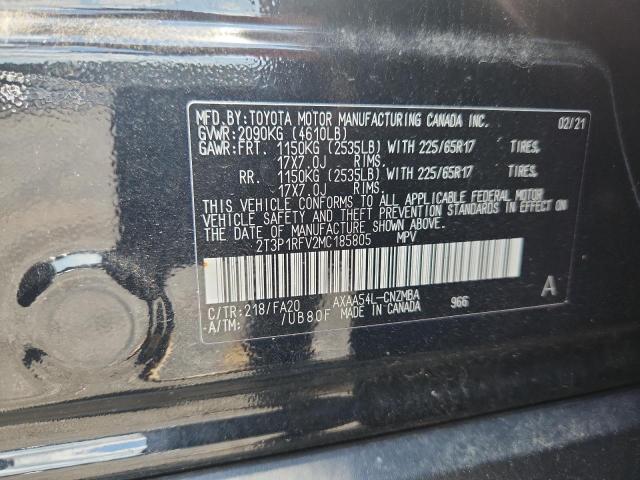 MFD.BY:TOYOTA MOTOR MANUFACTURING CANADA INC. 02/21
GVWR:2090KG (4610LB)
GAWR:FRT. 1150KG (2535LB) WITH 225/65R17 TIRES,
17X7.0J RIMS.
RR. 1150KG (2535LB) WITH 225/65R17 TIRES,
17X7.0J RIMS.
THIS VEHICLE CONFORMS TO ALL APPLICABLE FEDERAL MOTOR
VEHICLE SAFETY AND THEFT PREVENTION STANDARDS IN EFFECT ON
THE DATE OF MANUFACTURE SHOWN ABOVE.
2T3P1RFV2MC185805 MPV
C/TR:218/FA20 AXAA54L-CNZMBA 966 A
-A/TM: /UB80F MADE IN CANADA